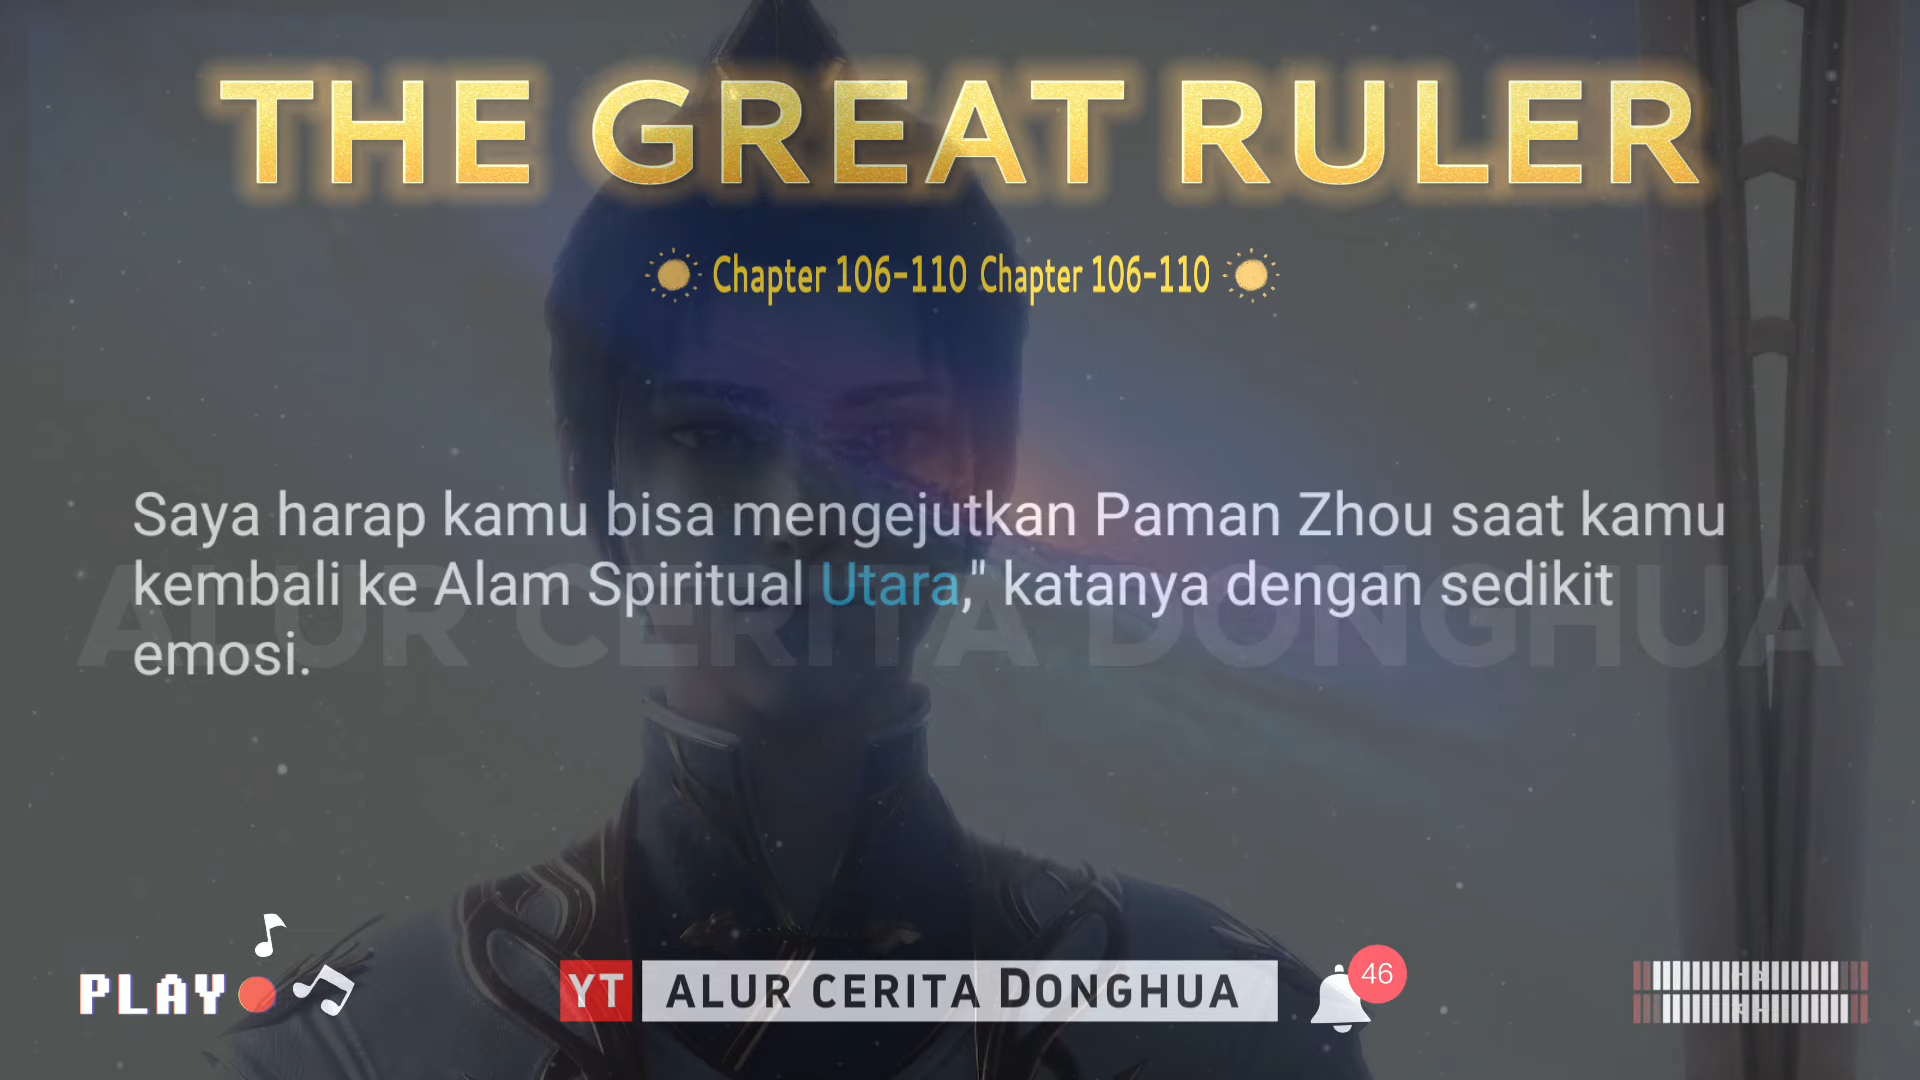 THE GREAT RULER
Chapter 106-110 Chapter 106-110
Saya harap kamu bisa mengejutkan Paman Zhou saat kamu
kembali ke Alam Spiritual Utara," katanya dengan sedikit
emosi.
ALUR CERITA DONGHUA
PLAY
YT ALUR CERITA DONGHUA
46